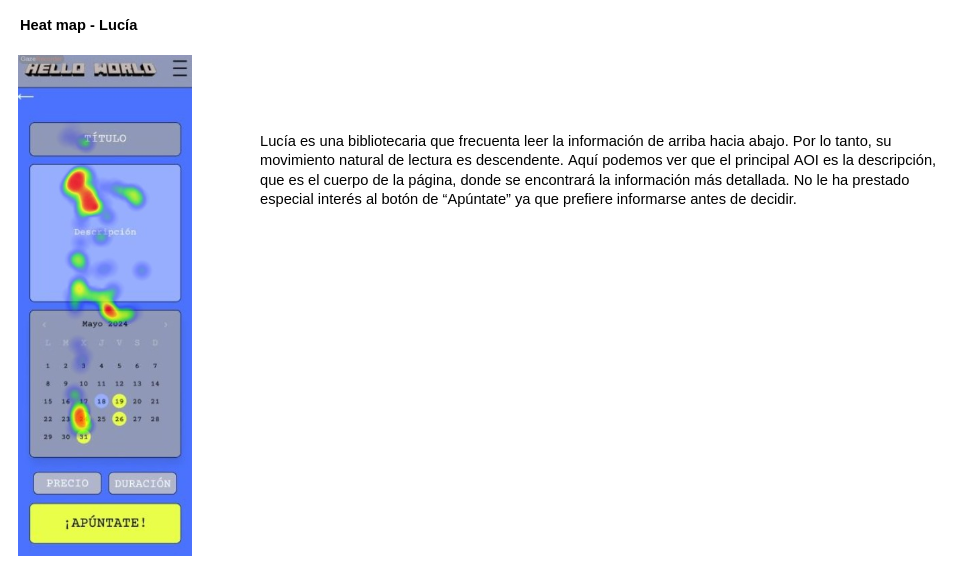 Heat map - Lucía
HELLO WORLD
←
TÍTULO
Descripción
Lucía es una bibliotecaria que frecuenta leer la información de arriba hacia abajo. Por lo tanto, su
movimiento natural de lectura es descendente. Aquí podemos ver que el principal AOI es la descripción,
que es el cuerpo de la página, donde se encontrará la información más detallada. No le ha prestado
especial interés al botón de “Apúntate” ya que prefiere informarse antes de decidir.
‹ Mayo 2024 ›
L M X J V S D
1 2 3 4 5 6 7
8 9 10 11 12 13 14
15 16 17 18 19 20 21
22 23 25 26 27 28
29 30 31
PRECIO DURACIÓN
¡APÚNTATE!